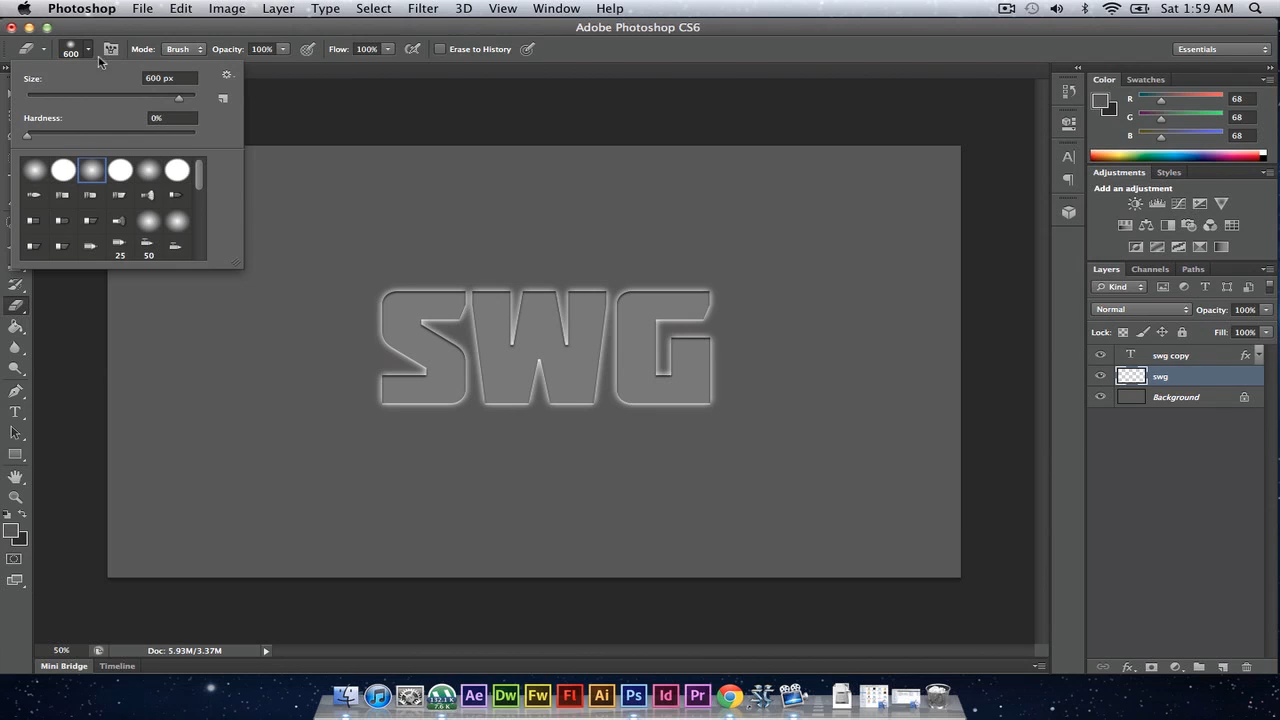 Photoshop File Edit Image Layer Type Select Filter 3D View Window Help Sat 1:59 AM
Adobe Photoshop CS6
600 Mode: Brush Opacity: 100% Flow: 100% Erase to History Essentials
Size: 600 px
Hardness: 0%
25 50
Color Swatches
R 68
G 68
B 68
Adjustments Styles
Add an adjustment
SWG
Layers Channels Paths
Kind
Normal Opacity: 100%
Lock: Fill: 100%
T swg copy fx
swg
Background
50% Doc: 5.93M/3.37M
Mini Bridge Timeline
Ae Dw Fw Fl Ai Ps Id Pr